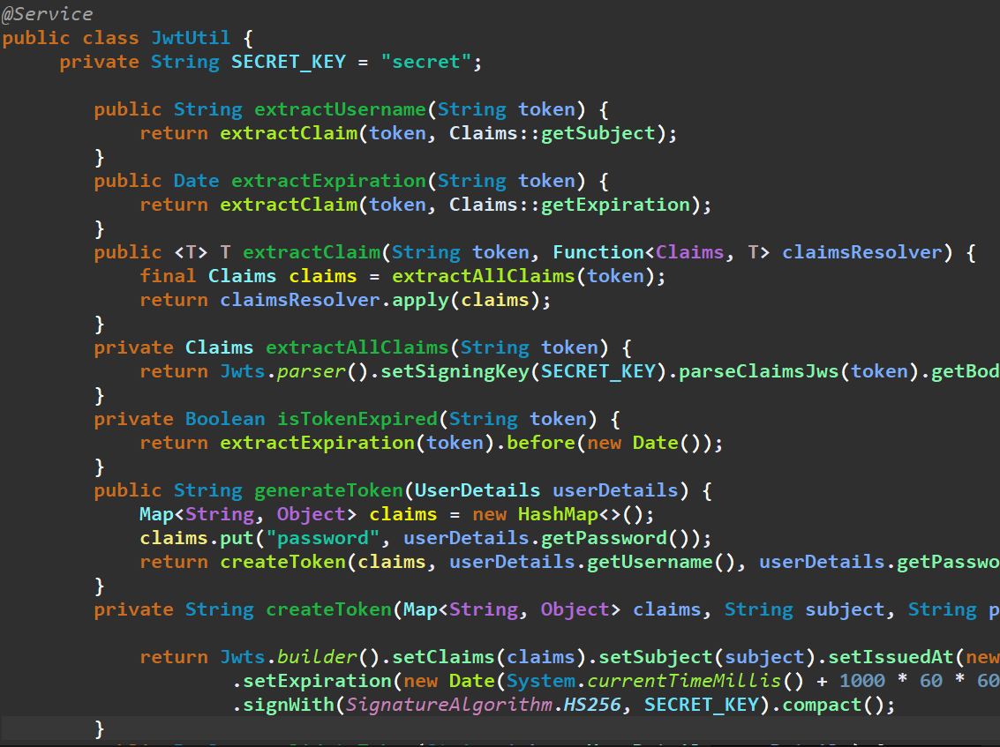 @Service
public class JwtUtil {
private String SECRET_KEY = "secret";
public String extractUsername(String token) {
return extractClaim(token, Claims::getSubject);
}
public Date extractExpiration(String token) {
return extractClaim(token, Claims::getExpiration);
}
public <T> T extractClaim(String token, Function<Claims, T> claimsResolver) {
final Claims claims = extractAllClaims(token);
return claimsResolver.apply(claims);
}
private Claims extractAllClaims(String token) {
return Jwts.parser().setSigningKey(SECRET_KEY).parseClaimsJws(token).getBod
}
private Boolean isTokenExpired(String token) {
return extractExpiration(token).before(new Date());
}
public String generateToken(UserDetails userDetails) {
Map<String, Object> claims = new HashMap<>();
claims.put("password", userDetails.getPassword());
return createToken(claims, userDetails.getUsername(), userDetails.getPasswo
}
private String createToken(Map<String, Object> claims, String subject, String p
return Jwts.builder().setClaims(claims).setSubject(subject).setIssuedAt(new
.setExpiration(new Date(System.currentTimeMillis() + 1000 * 60 * 60
.signWith(SignatureAlgorithm.HS256, SECRET_KEY).compact();
}